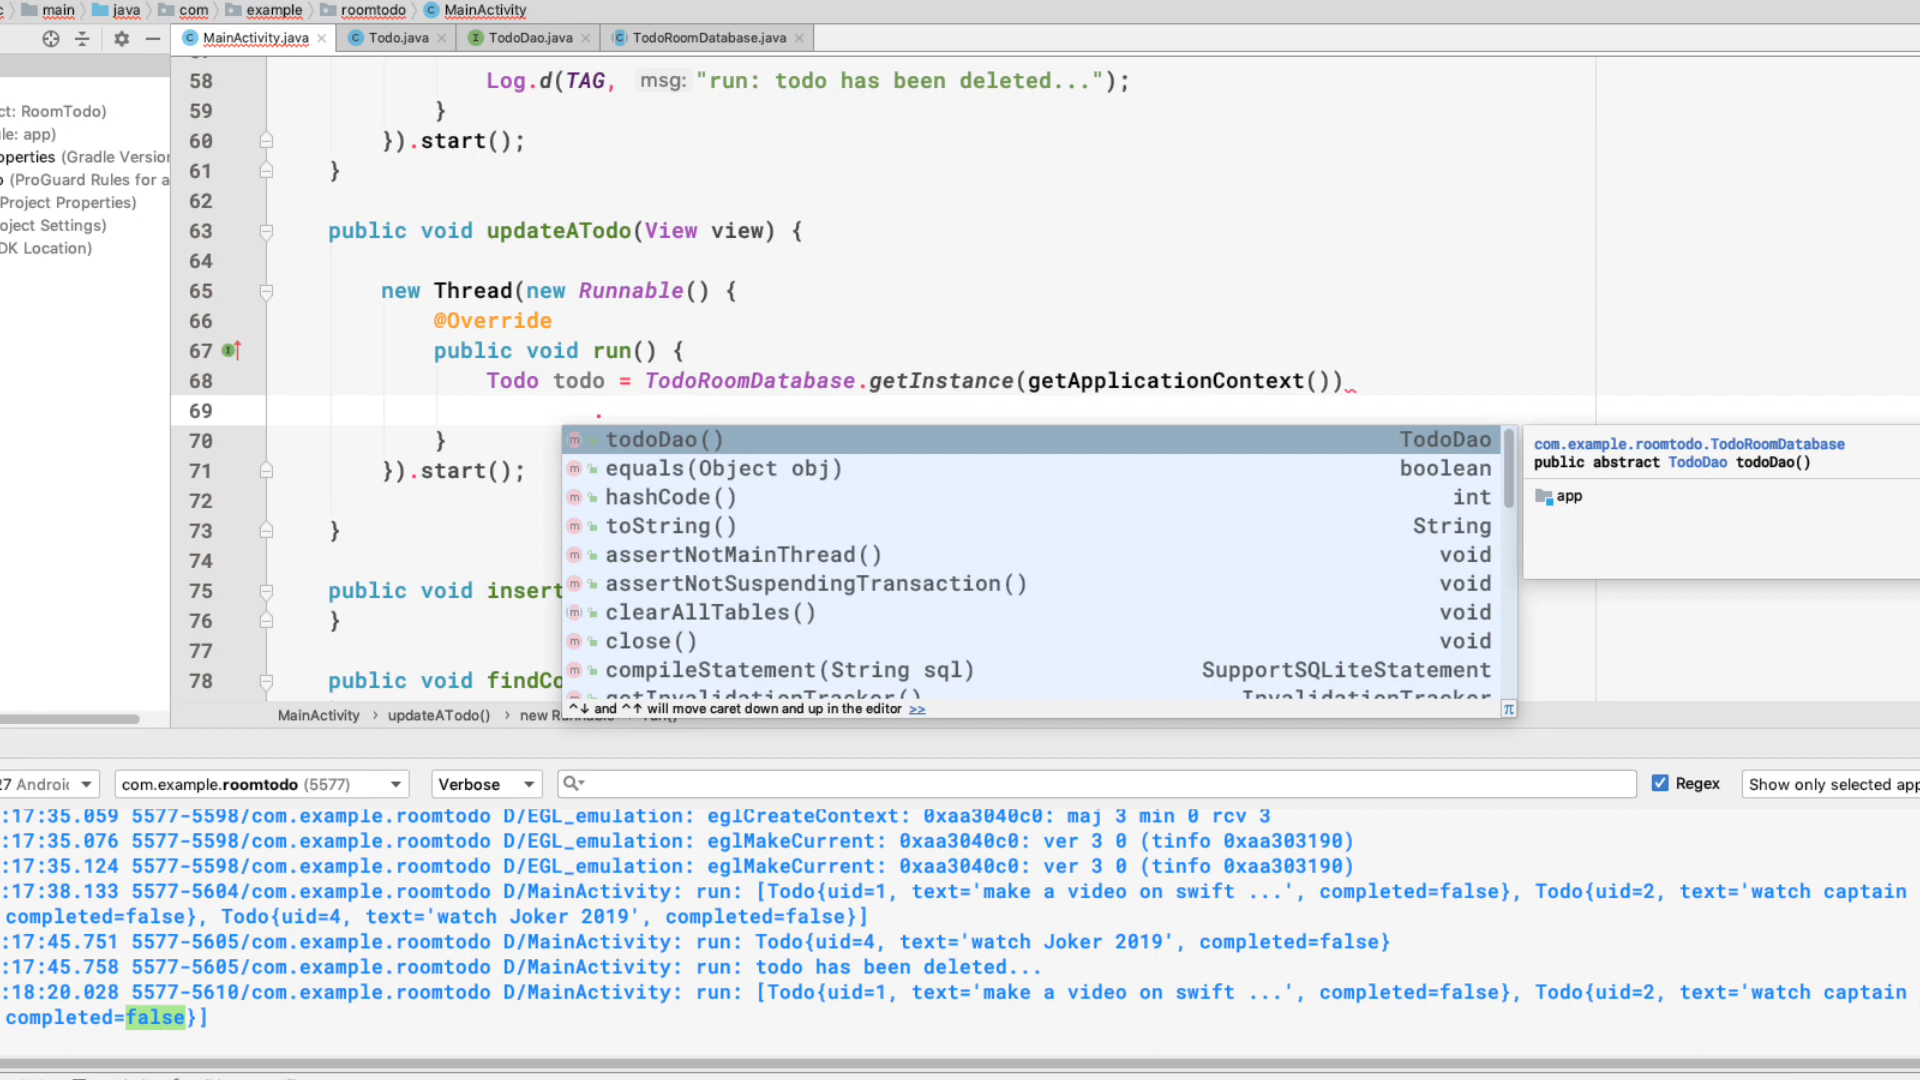 main java com example roomtodo MainActivity
MainActivity.java Todo.java TodoDao.java TodoRoomDatabase.java
ct: RoomTodo)
le: app)
operties (Gradle Version
(ProGuard Rules for a
Project Properties)
oject Settings)
DK Location)
58 Log.d(TAG, msg: "run: todo has been deleted...");
59 }
60 }).start();
61 }
62
63 public void updateATodo(View view) {
64
65 new Thread(new Runnable() {
66 @Override
67 public void run() {
68 Todo todo = TodoRoomDatabase.getInstance(getApplicationContext())
69 .
70 }
71 }).start();
72
73 }
74
75 public void insert
76 }
77
78 public void findCo
todoDao() TodoDao
equals(Object obj) boolean
hashCode() int
toString() String
assertNotMainThread() void
assertNotSuspendingTransaction() void
clearAllTables() void
close() void
compileStatement(String sql) SupportSQLiteStatement
getInvalidationTracker() InvalidationTracker
^↓ and ^↑ will move caret down and up in the editor >> π
com.example.roomtodo.TodoRoomDatabase
public abstract TodoDao todoDao()
app
MainActivity › updateATodo() › new Runnable › run()
27 Android com.example.roomtodo (5577) Verbose Regex Show only selected app
:17:35.059 5577-5598/com.example.roomtodo D/EGL_emulation: eglCreateContext: 0xaa3040c0: maj 3 min 0 rcv 3
:17:35.076 5577-5598/com.example.roomtodo D/EGL_emulation: eglMakeCurrent: 0xaa3040c0: ver 3 0 (tinfo 0xaa303190)
:17:35.124 5577-5598/com.example.roomtodo D/EGL_emulation: eglMakeCurrent: 0xaa3040c0: ver 3 0 (tinfo 0xaa303190)
:17:38.133 5577-5604/com.example.roomtodo D/MainActivity: run: [Todo{uid=1, text='make a video on swift ...', completed=false}, Todo{uid=2, text='watch captain
completed=false}, Todo{uid=4, text='watch Joker 2019', completed=false}]
:17:45.751 5577-5605/com.example.roomtodo D/MainActivity: run: Todo{uid=4, text='watch Joker 2019', completed=false}
:17:45.758 5577-5605/com.example.roomtodo D/MainActivity: run: todo has been deleted...
:18:20.028 5577-5610/com.example.roomtodo D/MainActivity: run: [Todo{uid=1, text='make a video on swift ...', completed=false}, Todo{uid=2, text='watch captain
completed=false}]